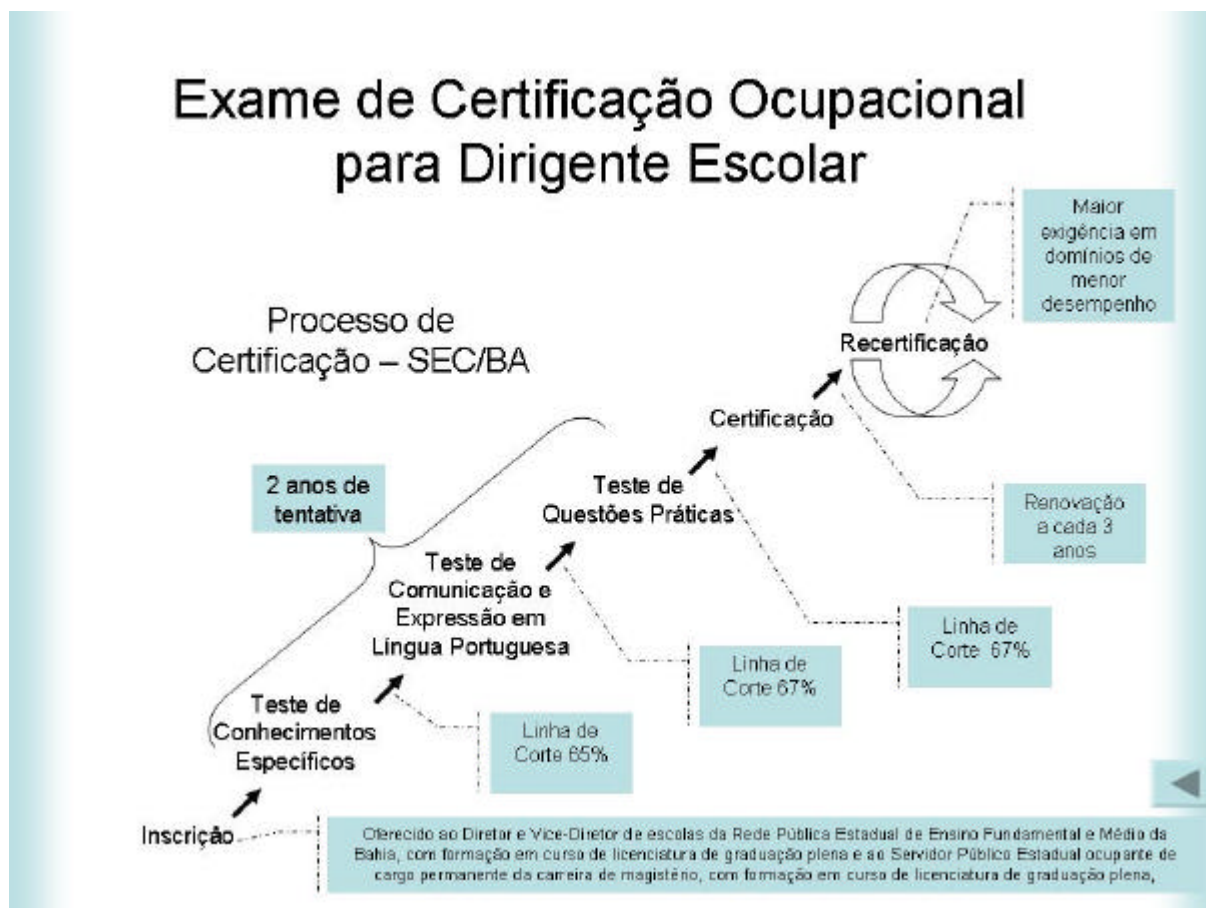 Exame de Certificação Ocupacional
para Dirigente Escolar
Processo de
Certificação – SEC/BA
Maior
exigência em
domínios de
menor
desempenho
Recertificação
Certificação
Renovação
a cada 3
anos
2 anos de
tentativa
Teste de
Questões Práticas
Linha de
Corte 67%
Teste de
Comunicação e
Expressão em
Língua Portuguesa
Linha de
Corte 67%
Teste de
Conhecimentos
Específicos
Linha de
Corte 65%
Inscrição
Oferecido ao Diretor e Vice-Diretor de escolas da Rede Pública Estadual de Ensino Fundamental e Médio da
Bahia, com formação em curso de licenciatura de graduação plena e ao Servidor Público Estadual ocupante de
cargo permanente da carreira de magistério, com formação em curso de licenciatura de graduação plena,